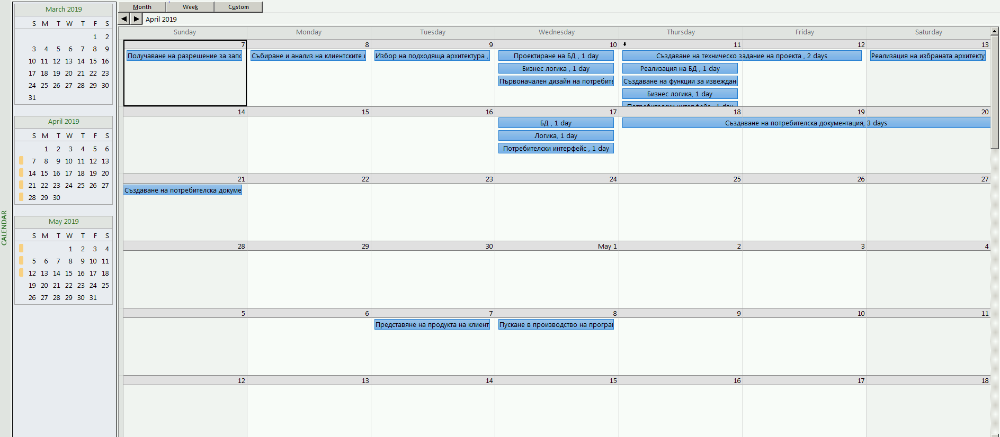 CALENDAR
March 2019
S M T W T F S
1 2
3 4 5 6 7 8 9
10 11 12 13 14 15 16
17 18 19 20 21 22 23
24 25 26 27 28 29 30
31
April 2019
S M T W T F S
1 2 3 4 5 6
7 8 9 10 11 12 13
14 15 16 17 18 19 20
21 22 23 24 25 26 27
28 29 30
May 2019
S M T W T F S
1 2 3 4
5 6 7 8 9 10 11
12 13 14 15 16 17 18
19 20 21 22 23 24 25
26 27 28 29 30 31
Month Week Custom
April 2019
Sunday Monday Tuesday Wednesday Thursday Friday Saturday
7 8 9 10 11 12 13
Получаване на разрешение за запо
Събиране и анализ на клиентските
Избор на подходяща архитектура ,
Проектиране на БД , 1 day
Създаване на техническо задание на проекта , 2 days
Реализация на избраната архитекту
Бизнес логика , 1 day
Реализация на БД , 1 day
Първоначален дизайн на потребите
Създаване на функции за извеждан
Бизнес логика, 1 day
Потребителски интерфейс , 1 day
14 15 16 17 18 19 20
БД , 1 day
Създаване на потребителска документация, 3 days
Логика, 1 day
Потребителски интерфейс , 1 day
21 22 23 24 25 26 27
Създаване на потребителска докуме
28 29 30 May 1 2 3 4
5 6 7 8 9 10 11
Представяне на продукта на клиент
Пускане в производство на програ
12 13 14 15 16 17 18